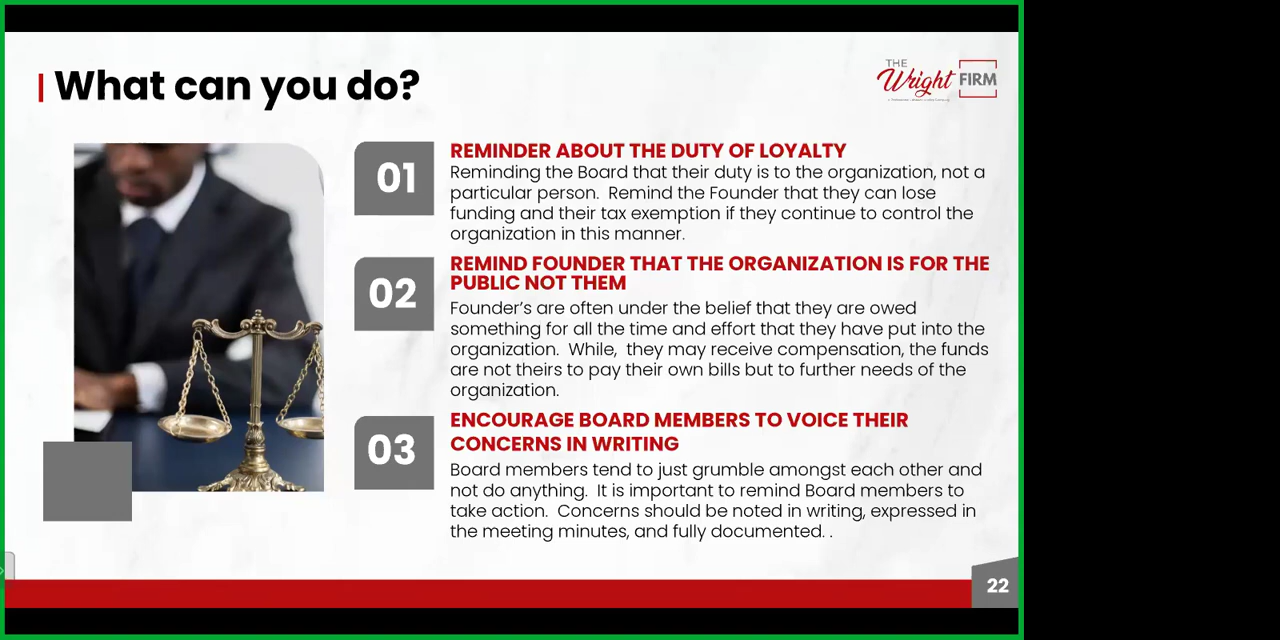 What can you do?
THE
Wright FIRM
01
REMINDER ABOUT THE DUTY OF LOYALTY
Reminding the Board that their duty is to the organization, not a
particular person.  Remind the Founder that they can lose
funding and their tax exemption if they continue to control the
organization in this manner.
02
REMIND FOUNDER THAT THE ORGANIZATION IS FOR THE
PUBLIC NOT THEM
Founder's are often under the belief that they are owed
something for all the time and effort that they have put into the
organization.  While,  they may receive compensation, the funds
are not theirs to pay their own bills but to further needs of the
organization.
03
ENCOURAGE BOARD MEMBERS TO VOICE THEIR
CONCERNS IN WRITING
Board members tend to just grumble amongst each other and
not do anything.  It is important to remind Board members to
take action.  Concerns should be noted in writing, expressed in
the meeting minutes, and fully documented. .
22